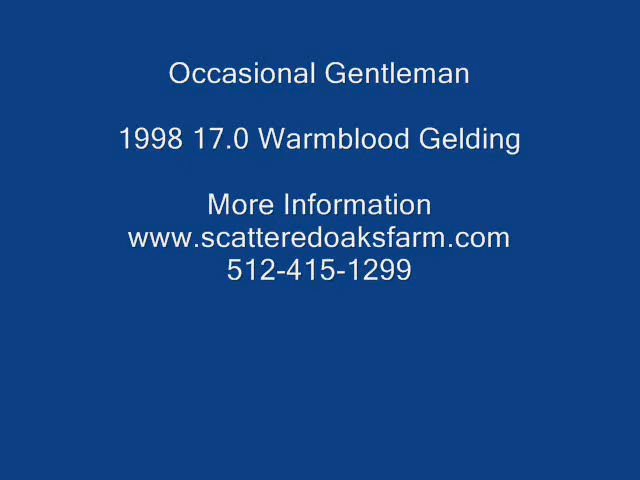 Occasional Gentleman
1998 17.0 Warmblood Gelding
More Information
www.scatteredoaksfarm.com
512-415-1299